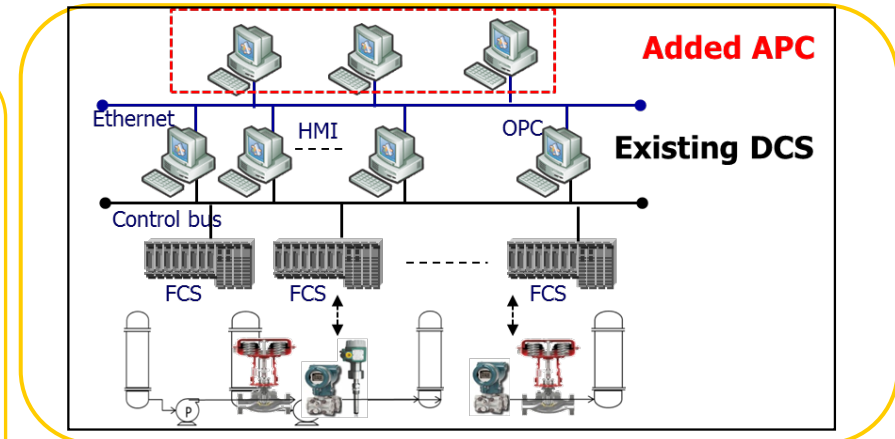 Added APC
Ethernet
HMI
OPC
Existing DCS
Control bus
FCS
FCS
FCS
P